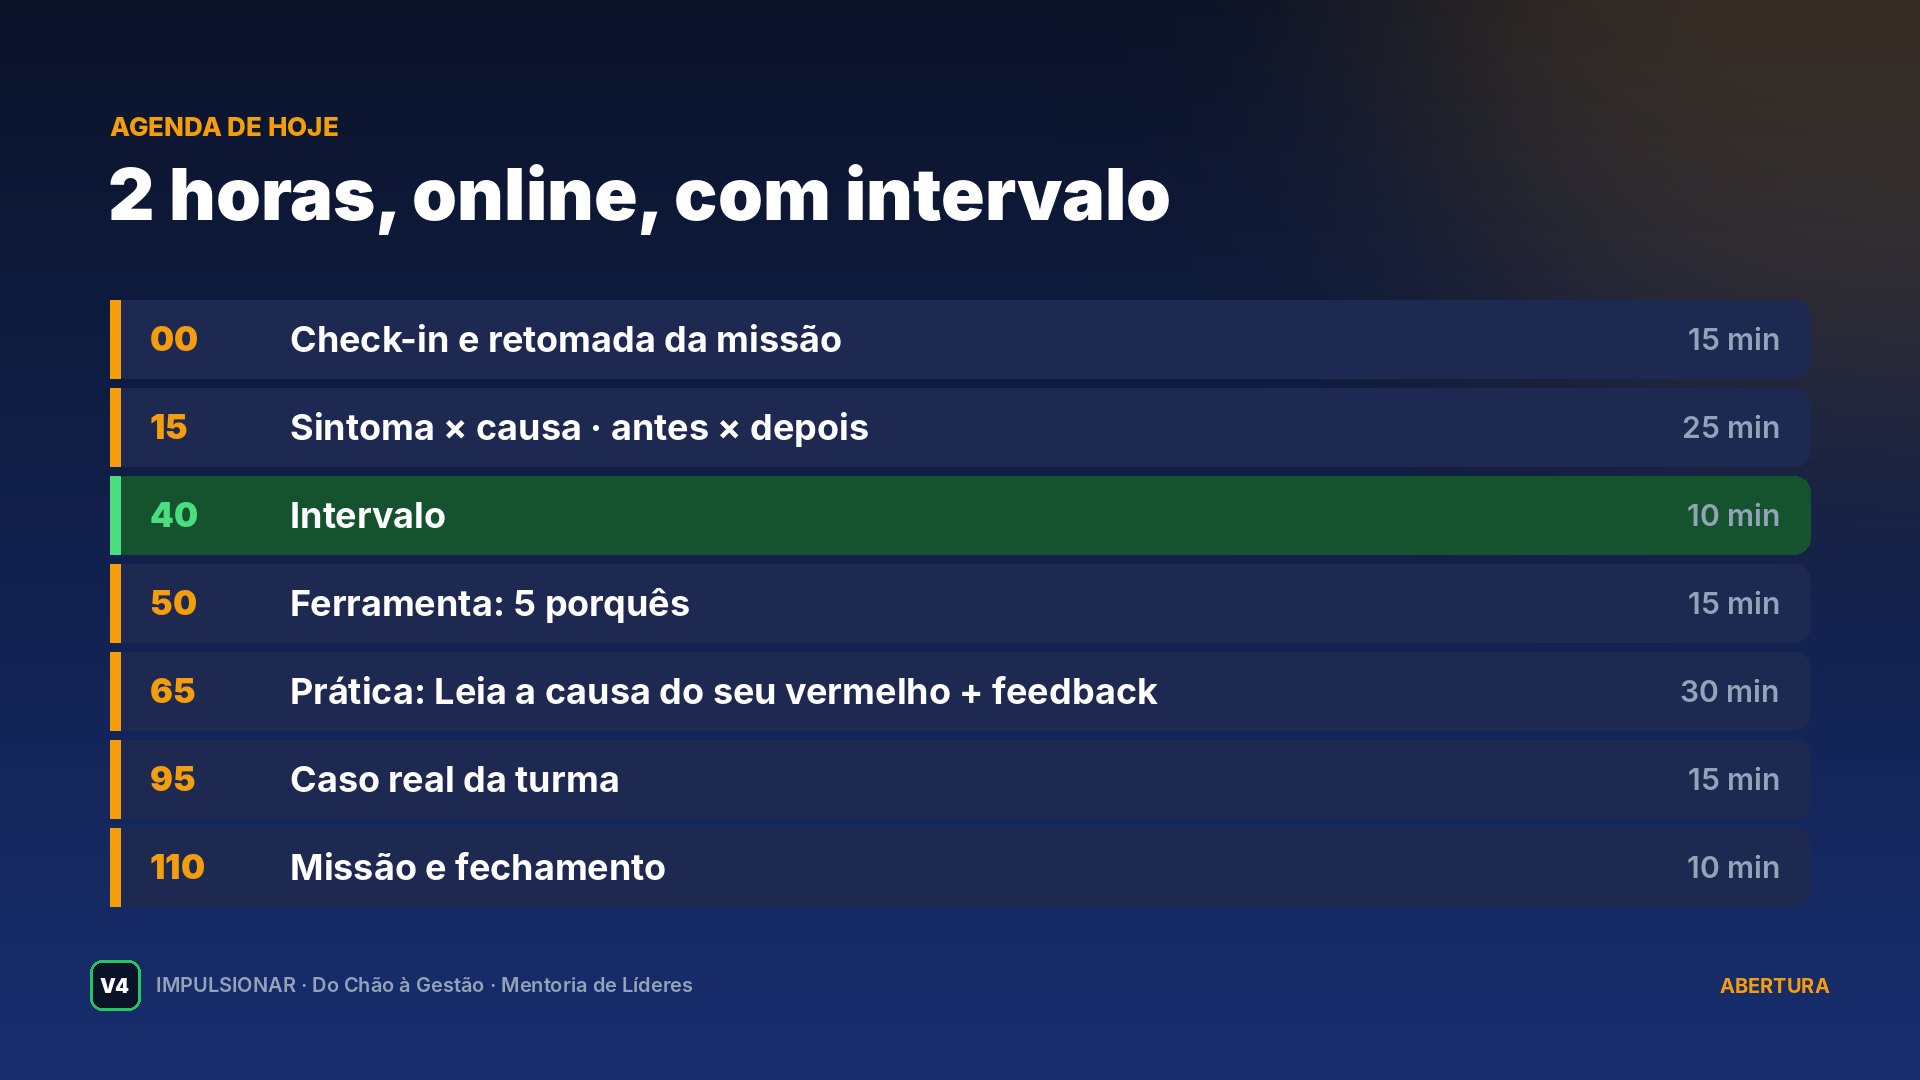 AGENDA DE HOJE
2 horas, online, com intervalo
00 Check-in e retomada da missão 15 min
15 Sintoma × causa · antes × depois 25 min
40 Intervalo 10 min
50 Ferramenta: 5 porquês 15 min
65 Prática: Leia a causa do seu vermelho + feedback 30 min
95 Caso real da turma 15 min
110 Missão e fechamento 10 min
V4 IMPULSIONAR · Do Chão à Gestão · Mentoria de Líderes ABERTURA